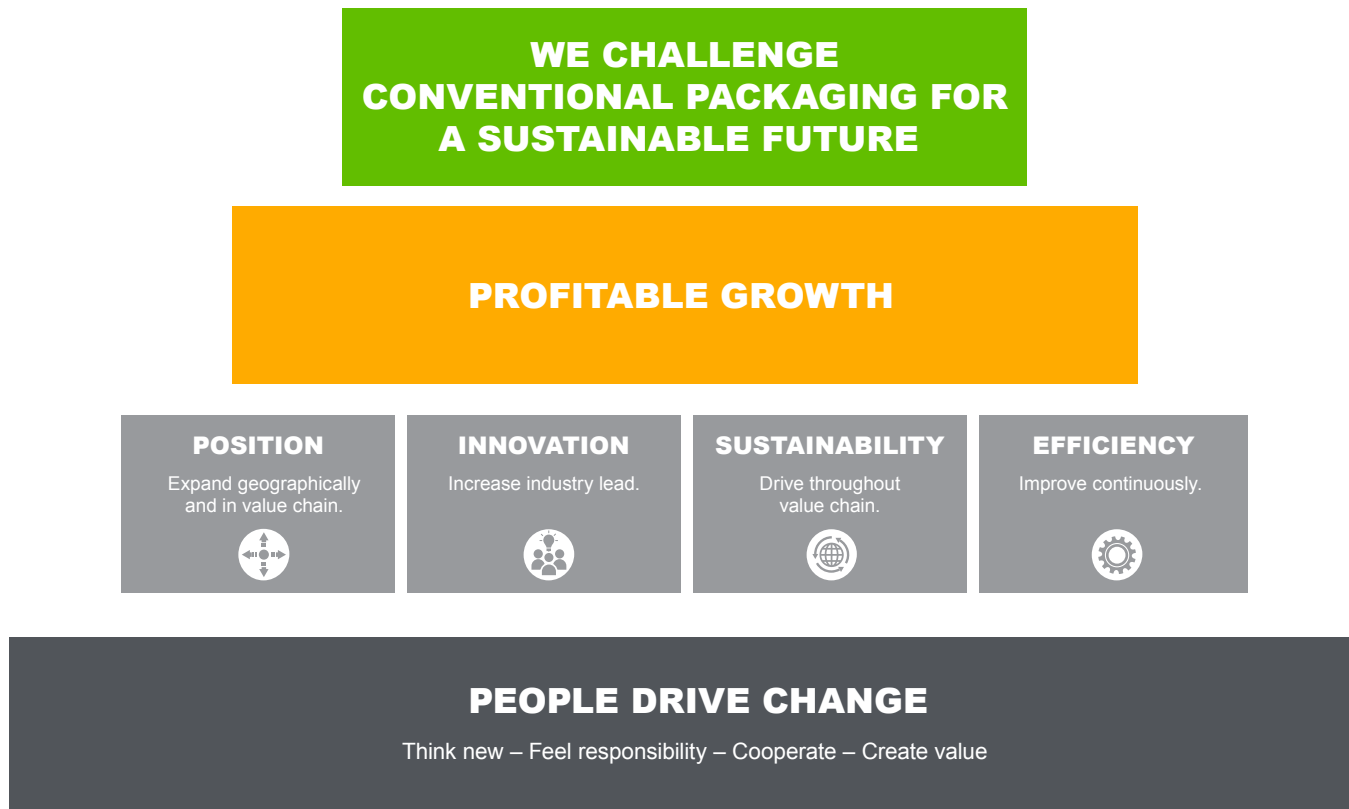 WE CHALLENGE
CONVENTIONAL PACKAGING FOR
A SUSTAINABLE FUTURE
PROFITABLE GROWTH
POSITION
Expand geographically
and in value chain.
INNOVATION
Increase industry lead.
SUSTAINABILITY
Drive throughout
value chain.
EFFICIENCY
Improve continuously.
PEOPLE DRIVE CHANGE
Think new – Feel responsibility – Cooperate – Create value